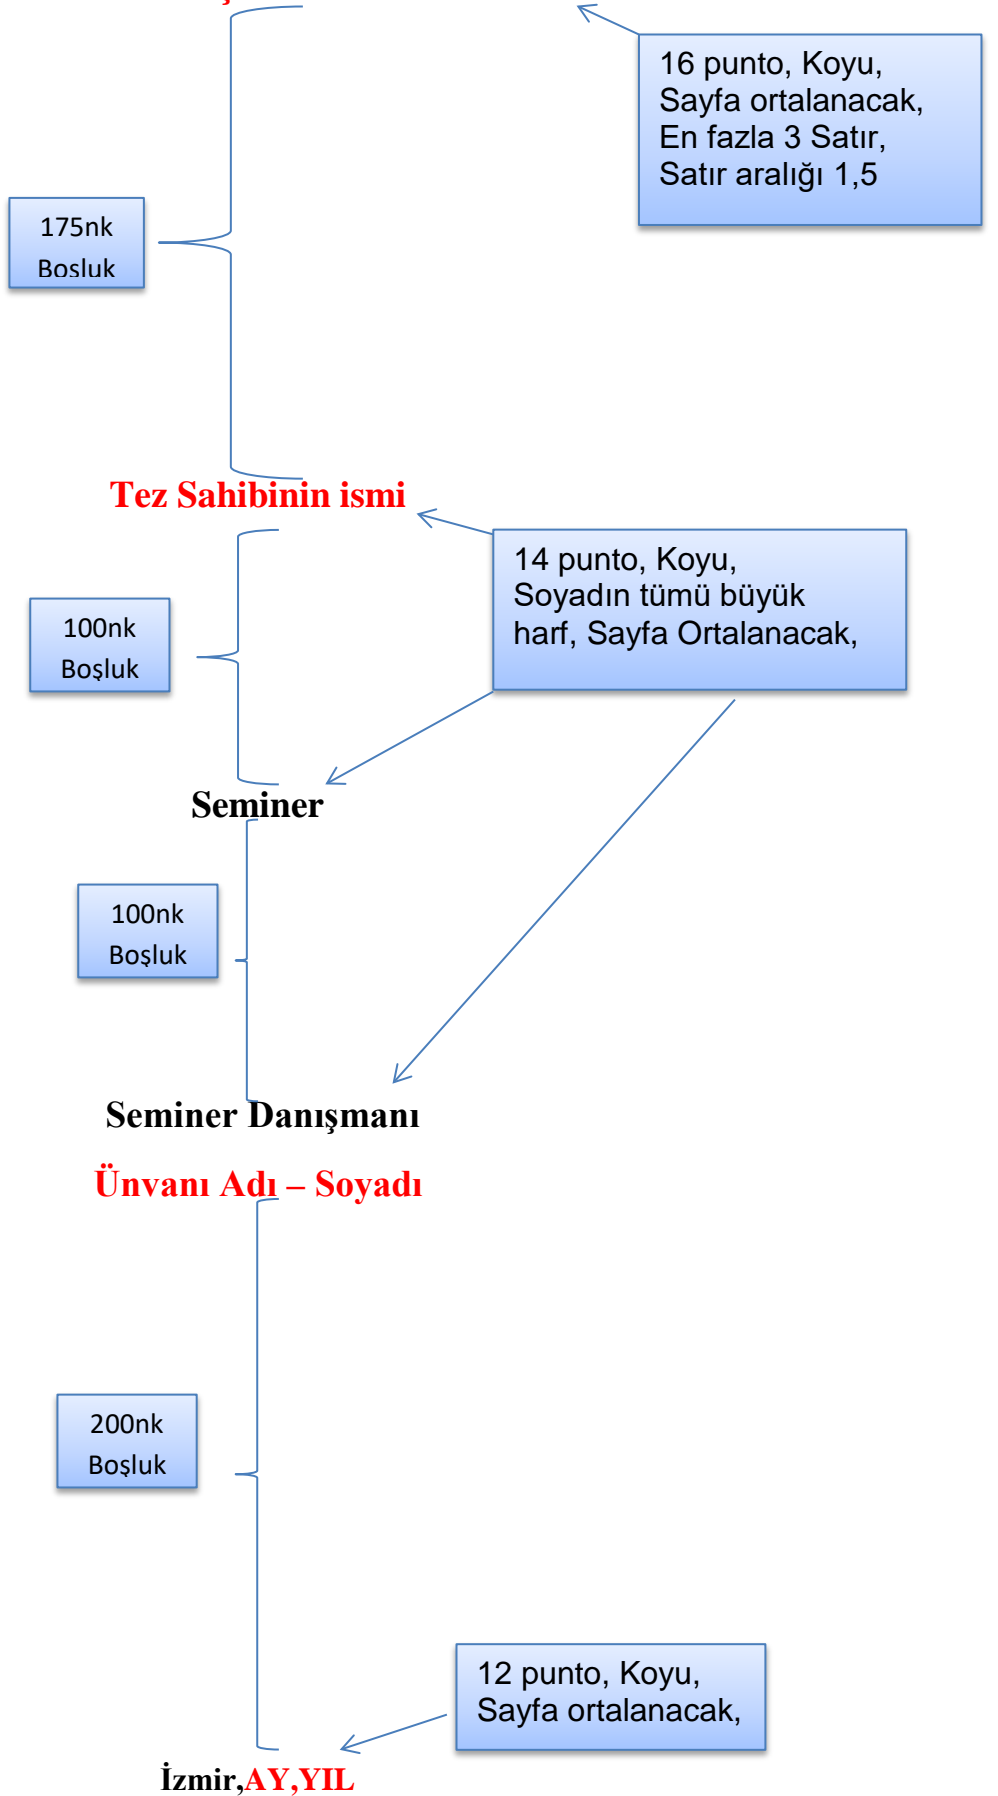 16 punto, Koyu,
Sayfa ortalanacak,
En fazla 3 Satır,
Satır aralığı 1,5
175nk
Boşluk
Tez Sahibinin ismi
14 punto, Koyu,
Soyadın tümü büyük
harf, Sayfa Ortalanacak,
100nk
Boşluk
Seminer
100nk
Boşluk
Seminer Danışmanı
Ünvanı Adı – Soyadı
200nk
Boşluk
12 punto, Koyu,
Sayfa ortalanacak,
İzmir,AY,YIL